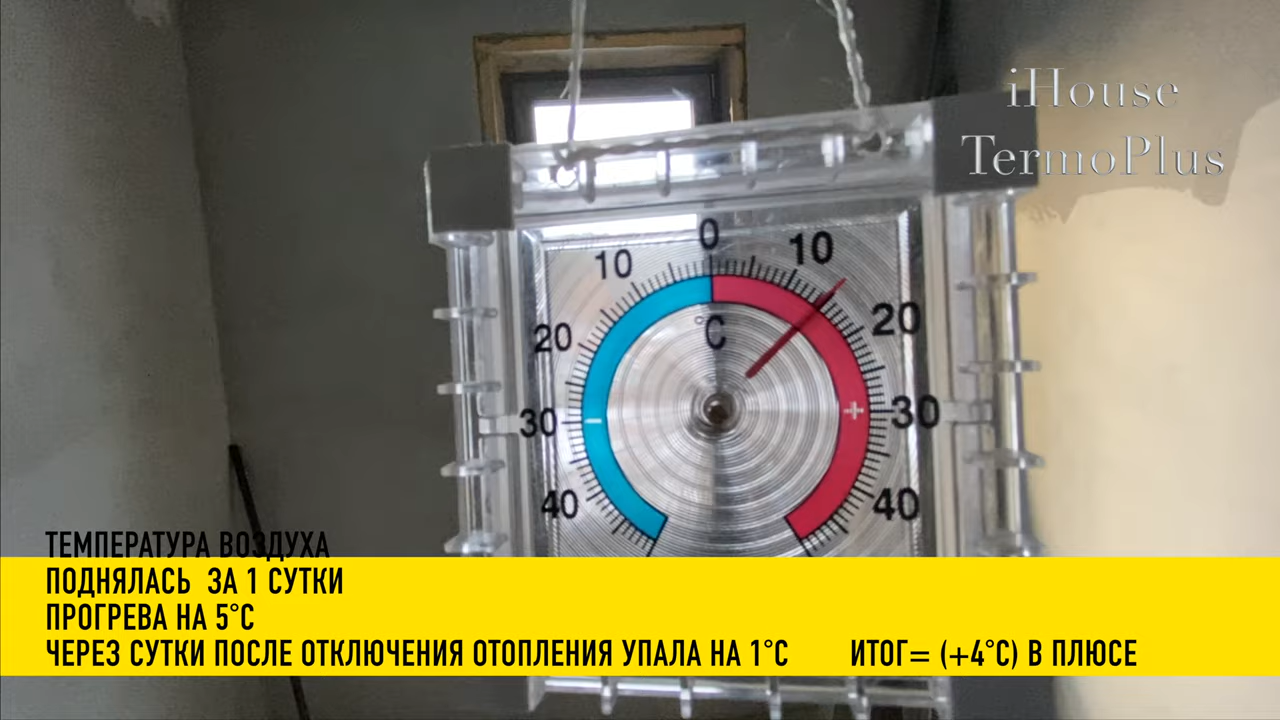 iHouse
TermoPlus
0
10 10
20 °C 20
30 - + 30
40 40
ТЕМПЕРАТУРА ВОЗДУХА
ПОДНЯЛАСЬ ЗА 1 СУТКИ
ПРОГРЕВА НА 5°С
ЧЕРЕЗ СУТКИ ПОСЛЕ ОТКЛЮЧЕНИЯ ОТОПЛЕНИЯ УПАЛА НА 1°С ИТОГ= (+4°С) В ПЛЮСЕ